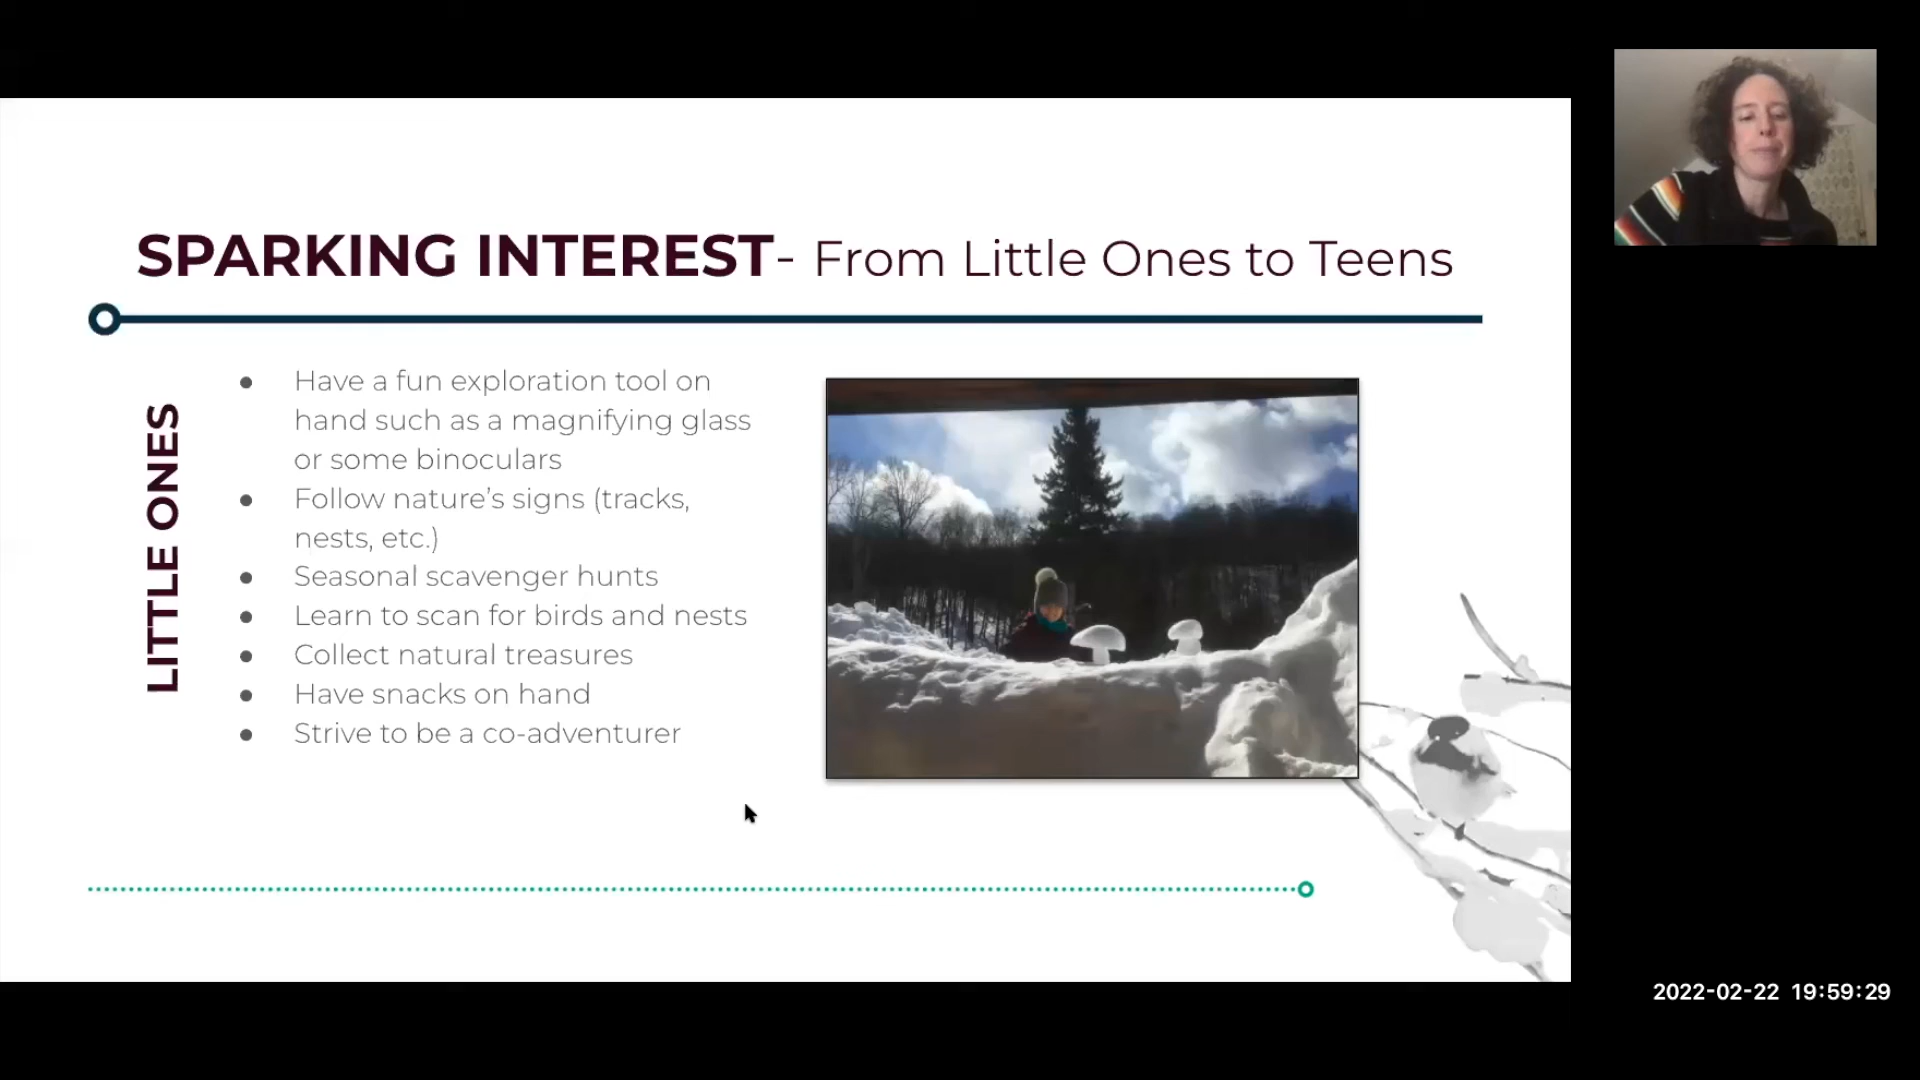 SPARKING INTEREST- From Little Ones to Teens
LITTLE ONES
● Have a fun exploration tool on
hand such as a magnifying glass
or some binoculars
● Follow nature’s signs (tracks,
nests, etc.)
● Seasonal scavenger hunts
● Learn to scan for birds and nests
● Collect natural treasures
● Have snacks on hand
● Strive to be a co-adventurer
2022-02-22 19:59:29